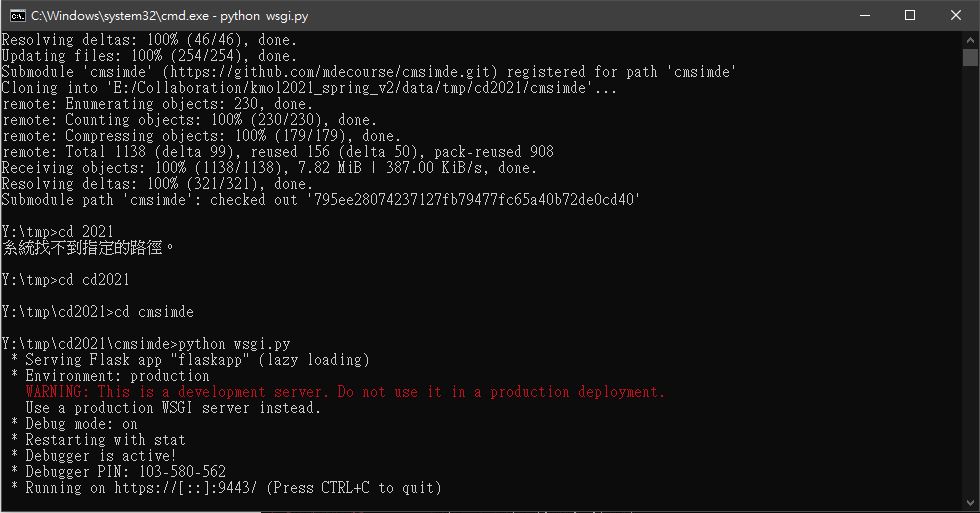 C:\Windows\system32\cmd.exe - python  wsgi.py
Resolving deltas: 100% (46/46), done.
Updating files: 100% (254/254), done.
Submodule 'cmsimde' (https://github.com/mdecourse/cmsimde.git) registered for path 'cmsimde'
Cloning into 'E:/Collaboration/kmol2021_spring_v2/data/tmp/cd2021/cmsimde'...
remote: Enumerating objects: 230, done.
remote: Counting objects: 100% (230/230), done.
remote: Compressing objects: 100% (179/179), done.
remote: Total 1138 (delta 99), reused 156 (delta 50), pack-reused 908
Receiving objects: 100% (1138/1138), 7.82 MiB | 387.00 KiB/s, done.
Resolving deltas: 100% (321/321), done.
Submodule path 'cmsimde': checked out '795ee28074237127fb79477fc65a40b72de0cd40'
Y:\tmp>cd 2021
系統找不到指定的路徑。
Y:\tmp>cd cd2021
Y:\tmp\cd2021>cd cmsimde
Y:\tmp\cd2021\cmsimde>python wsgi.py
* Serving Flask app "flaskapp" (lazy loading)
* Environment: production
WARNING: This is a development server. Do not use it in a production deployment.
Use a production WSGI server instead.
* Debug mode: on
* Restarting with stat
* Debugger is active!
* Debugger PIN: 103-580-562
* Running on https://[::]:9443/ (Press CTRL+C to quit)